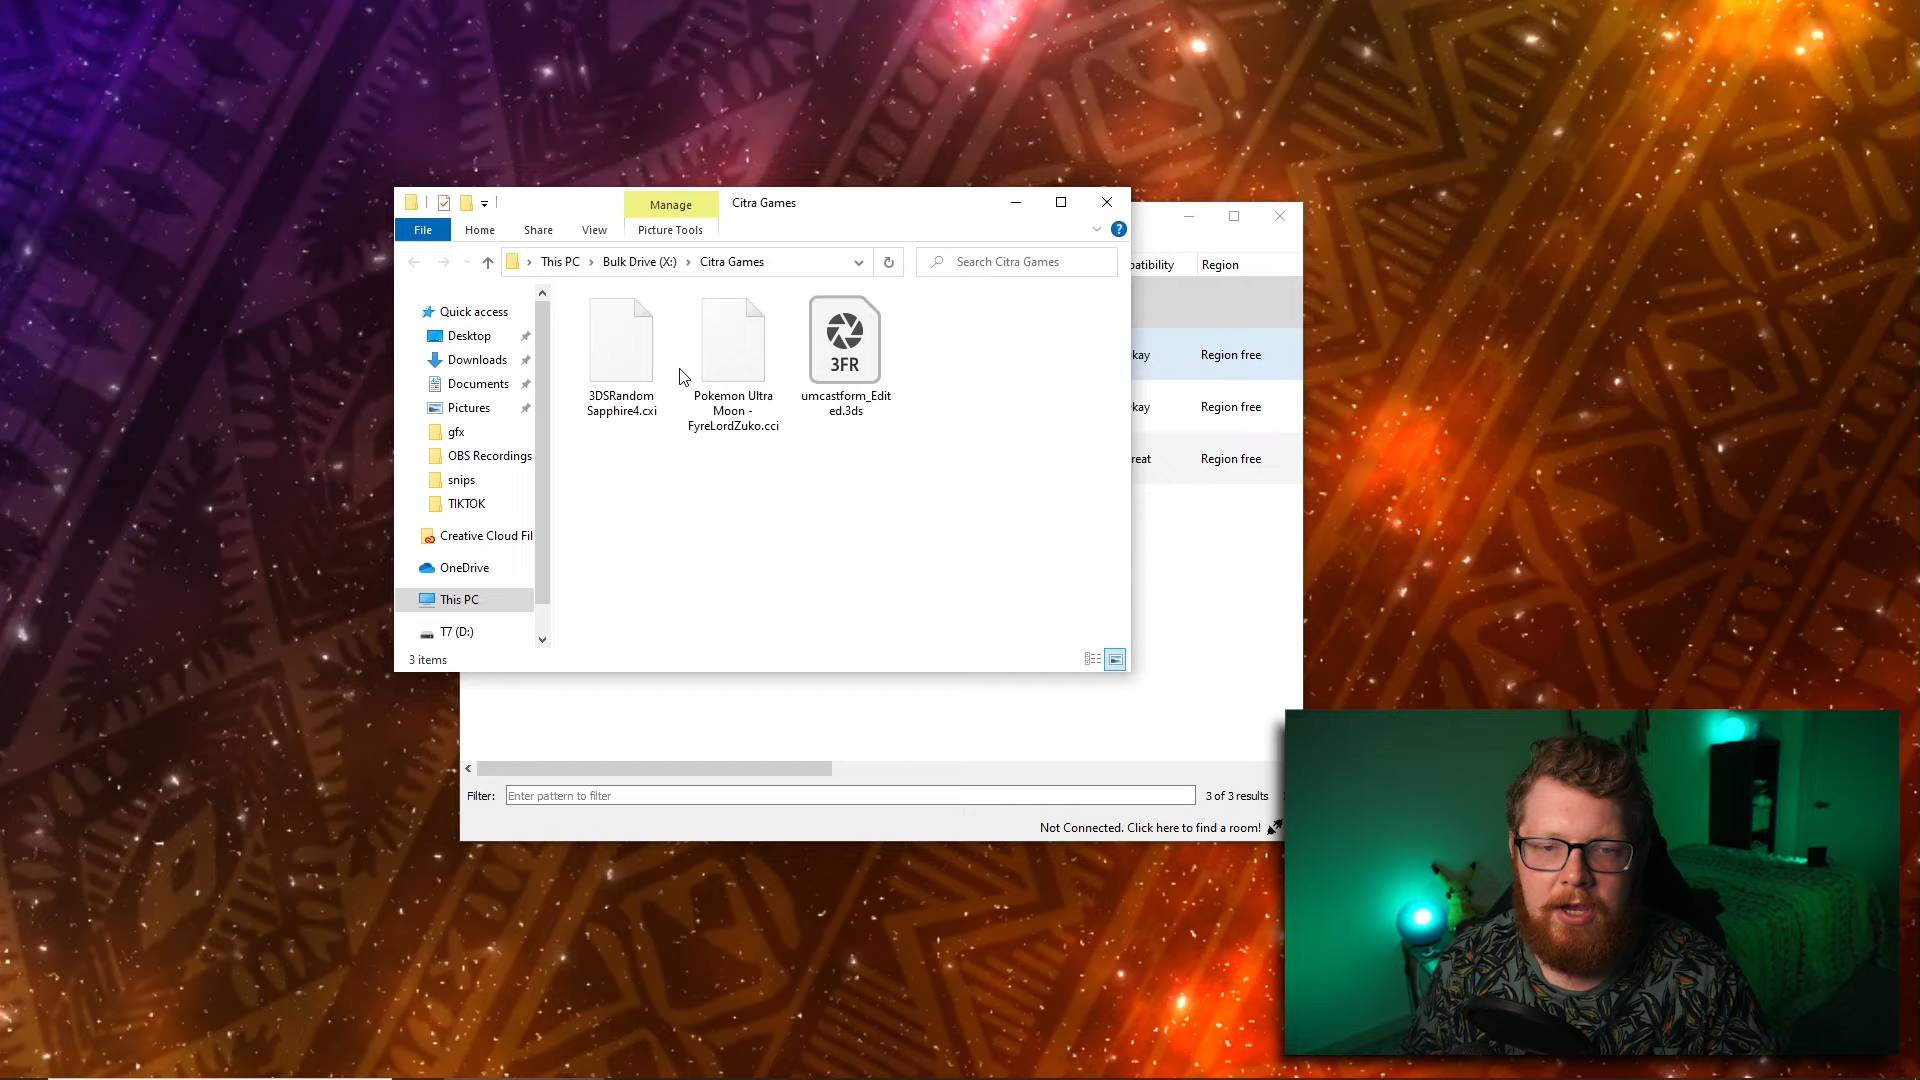 Manage
Citra Games
File
Home
Share
View
Picture Tools
This PC
Bulk Drive (X:)
Citra Games
Search Citra Games
Quick access
Desktop
Downloads
Documents
Pictures
gfx
OBS Recordings
snips
TIKTOK
Creative Cloud Fil
OneDrive
This PC
T7 (D:)
3DSRandom
Sapphire4.cxi
Pokemon Ultra
Moon -
FyreLordZuko.cci
3FR
umcastform_Edit
ed.3ds
3 items
patibility
Region
kay
Region free
kay
Region free
reat
Region free
Filter:
Enter pattern to filter
3 of 3 results
Not Connected. Click here to find a room!